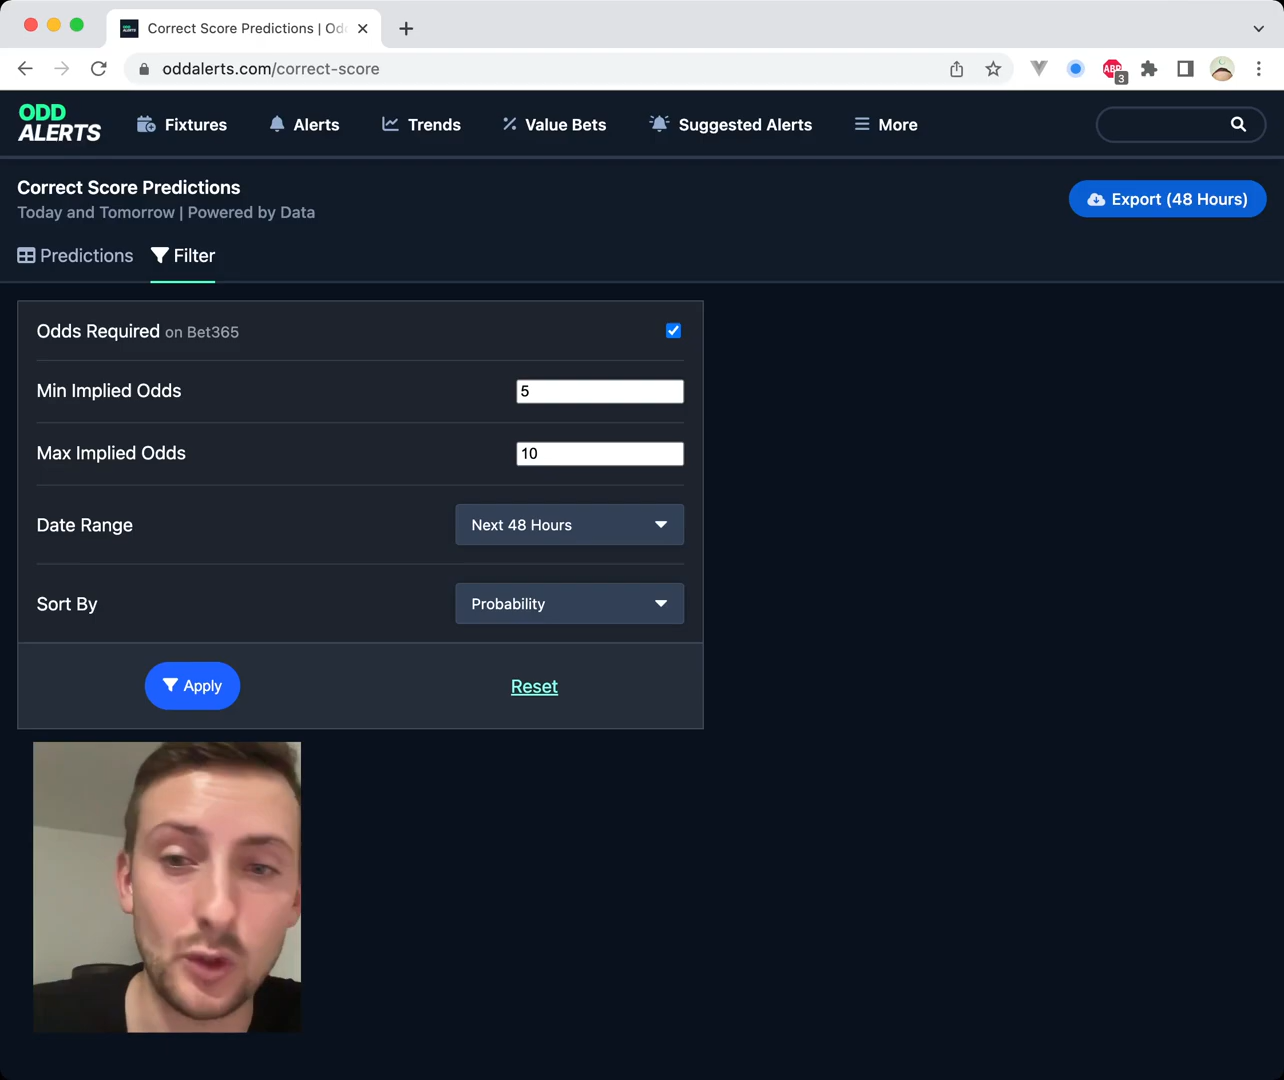 Correct Score Predictions | Od
oddalerts.com/correct-score
ABP
3
ODD
ALERTS
Fixtures
Alerts
Trends
Value Bets
Suggested Alerts
More
Correct Score Predictions
Today and Tomorrow | Powered by Data
Export (48 Hours)
Predictions
Filter
Odds Required on Bet365
Min Implied Odds
5
Max Implied Odds
10
Date Range
Next 48 Hours
Sort By
Probability
Apply
Reset